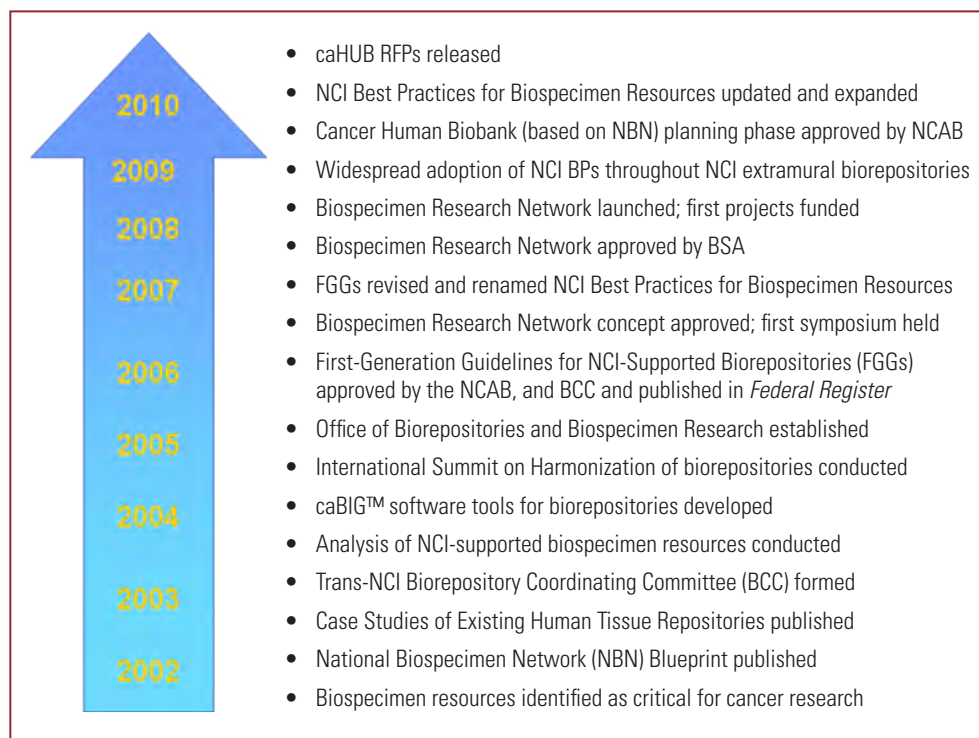 2010
2009
2008
2007
2006
2005
2004
2003
2002
• caHUB RFPs released
• NCI Best Practices for Biospecimen Resources updated and expanded
• Cancer Human Biobank (based on NBN) planning phase approved by NCAB
• Widespread adoption of NCI BPs throughout NCI extramural biorepositories
• Biospecimen Research Network launched; first projects funded
• Biospecimen Research Network approved by BSA
• FGGs revised and renamed NCI Best Practices for Biospecimen Resources
• Biospecimen Research Network concept approved; first symposium held
• First-Generation Guidelines for NCI-Supported Biorepositories (FGGs)
approved by the NCAB, and BCC and published in Federal Register
• Office of Biorepositories and Biospecimen Research established
• International Summit on Harmonization of biorepositories conducted
• caBIG™ software tools for biorepositories developed
• Analysis of NCI-supported biospecimen resources conducted
• Trans-NCI Biorepository Coordinating Committee (BCC) formed
• Case Studies of Existing Human Tissue Repositories published
• National Biospecimen Network (NBN) Blueprint published
• Biospecimen resources identified as critical for cancer research